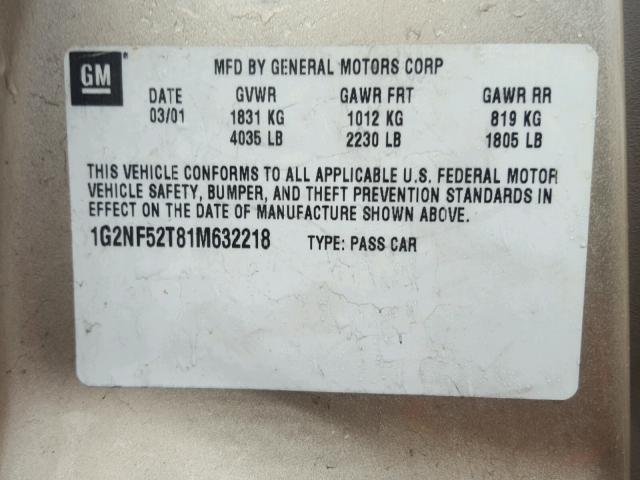 GM MFD BY GENERAL MOTORS CORP
DATE GVWR GAWR FRT GAWR RR
03/01 1831 KG 1012 KG 819 KG
4035 LB 2230 LB 1805 LB
THIS VEHICLE CONFORMS TO ALL APPLICABLE U.S. FEDERAL MOTOR
VEHICLE SAFETY, BUMPER, AND THEFT PREVENTION STANDARDS IN
EFFECT ON THE DATE OF MANUFACTURE SHOWN ABOVE.
1G2NF52T81M632218 TYPE: PASS CAR